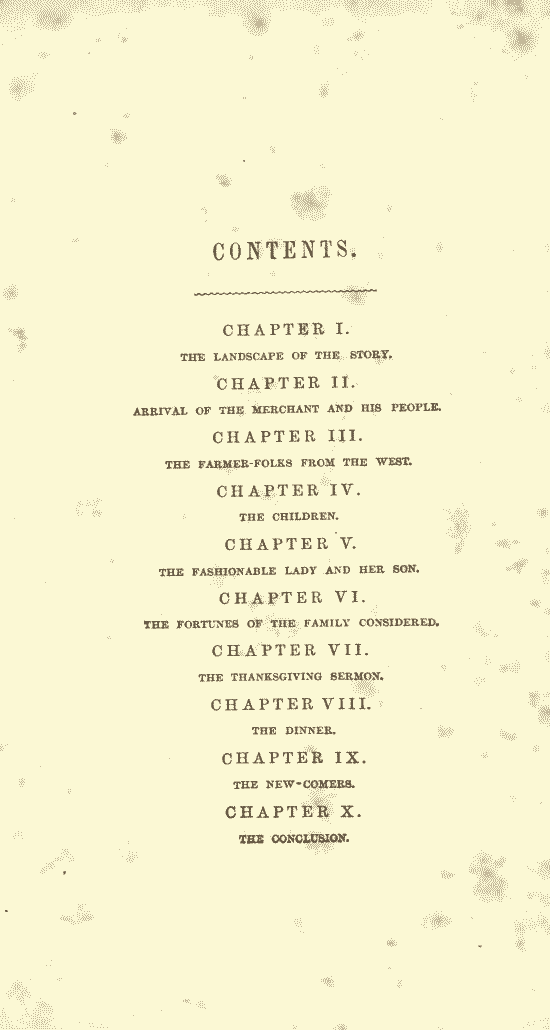 CONTENTS.
CHAPTER I.
THE LANDSCAPE OF THE STORY.
CHAPTER II.
ARRIVAL OF THE MERCHANT AND HIS PEOPLE.
CHAPTER III.
THE FARMER-FOLKS FROM THE WEST.
CHAPTER IV.
THE CHILDREN.
CHAPTER V.
THE FASHIONABLE LADY AND HER SON.
CHAPTER VI.
THE FORTUNES OF THE FAMILY CONSIDERED.
CHAPTER VII.
THE THANKSGIVING SERMON.
CHAPTER VIII.
THE DINNER.
CHAPTER IX.
THE NEW-COMERS.
CHAPTER X.
THE CONCLUSION.